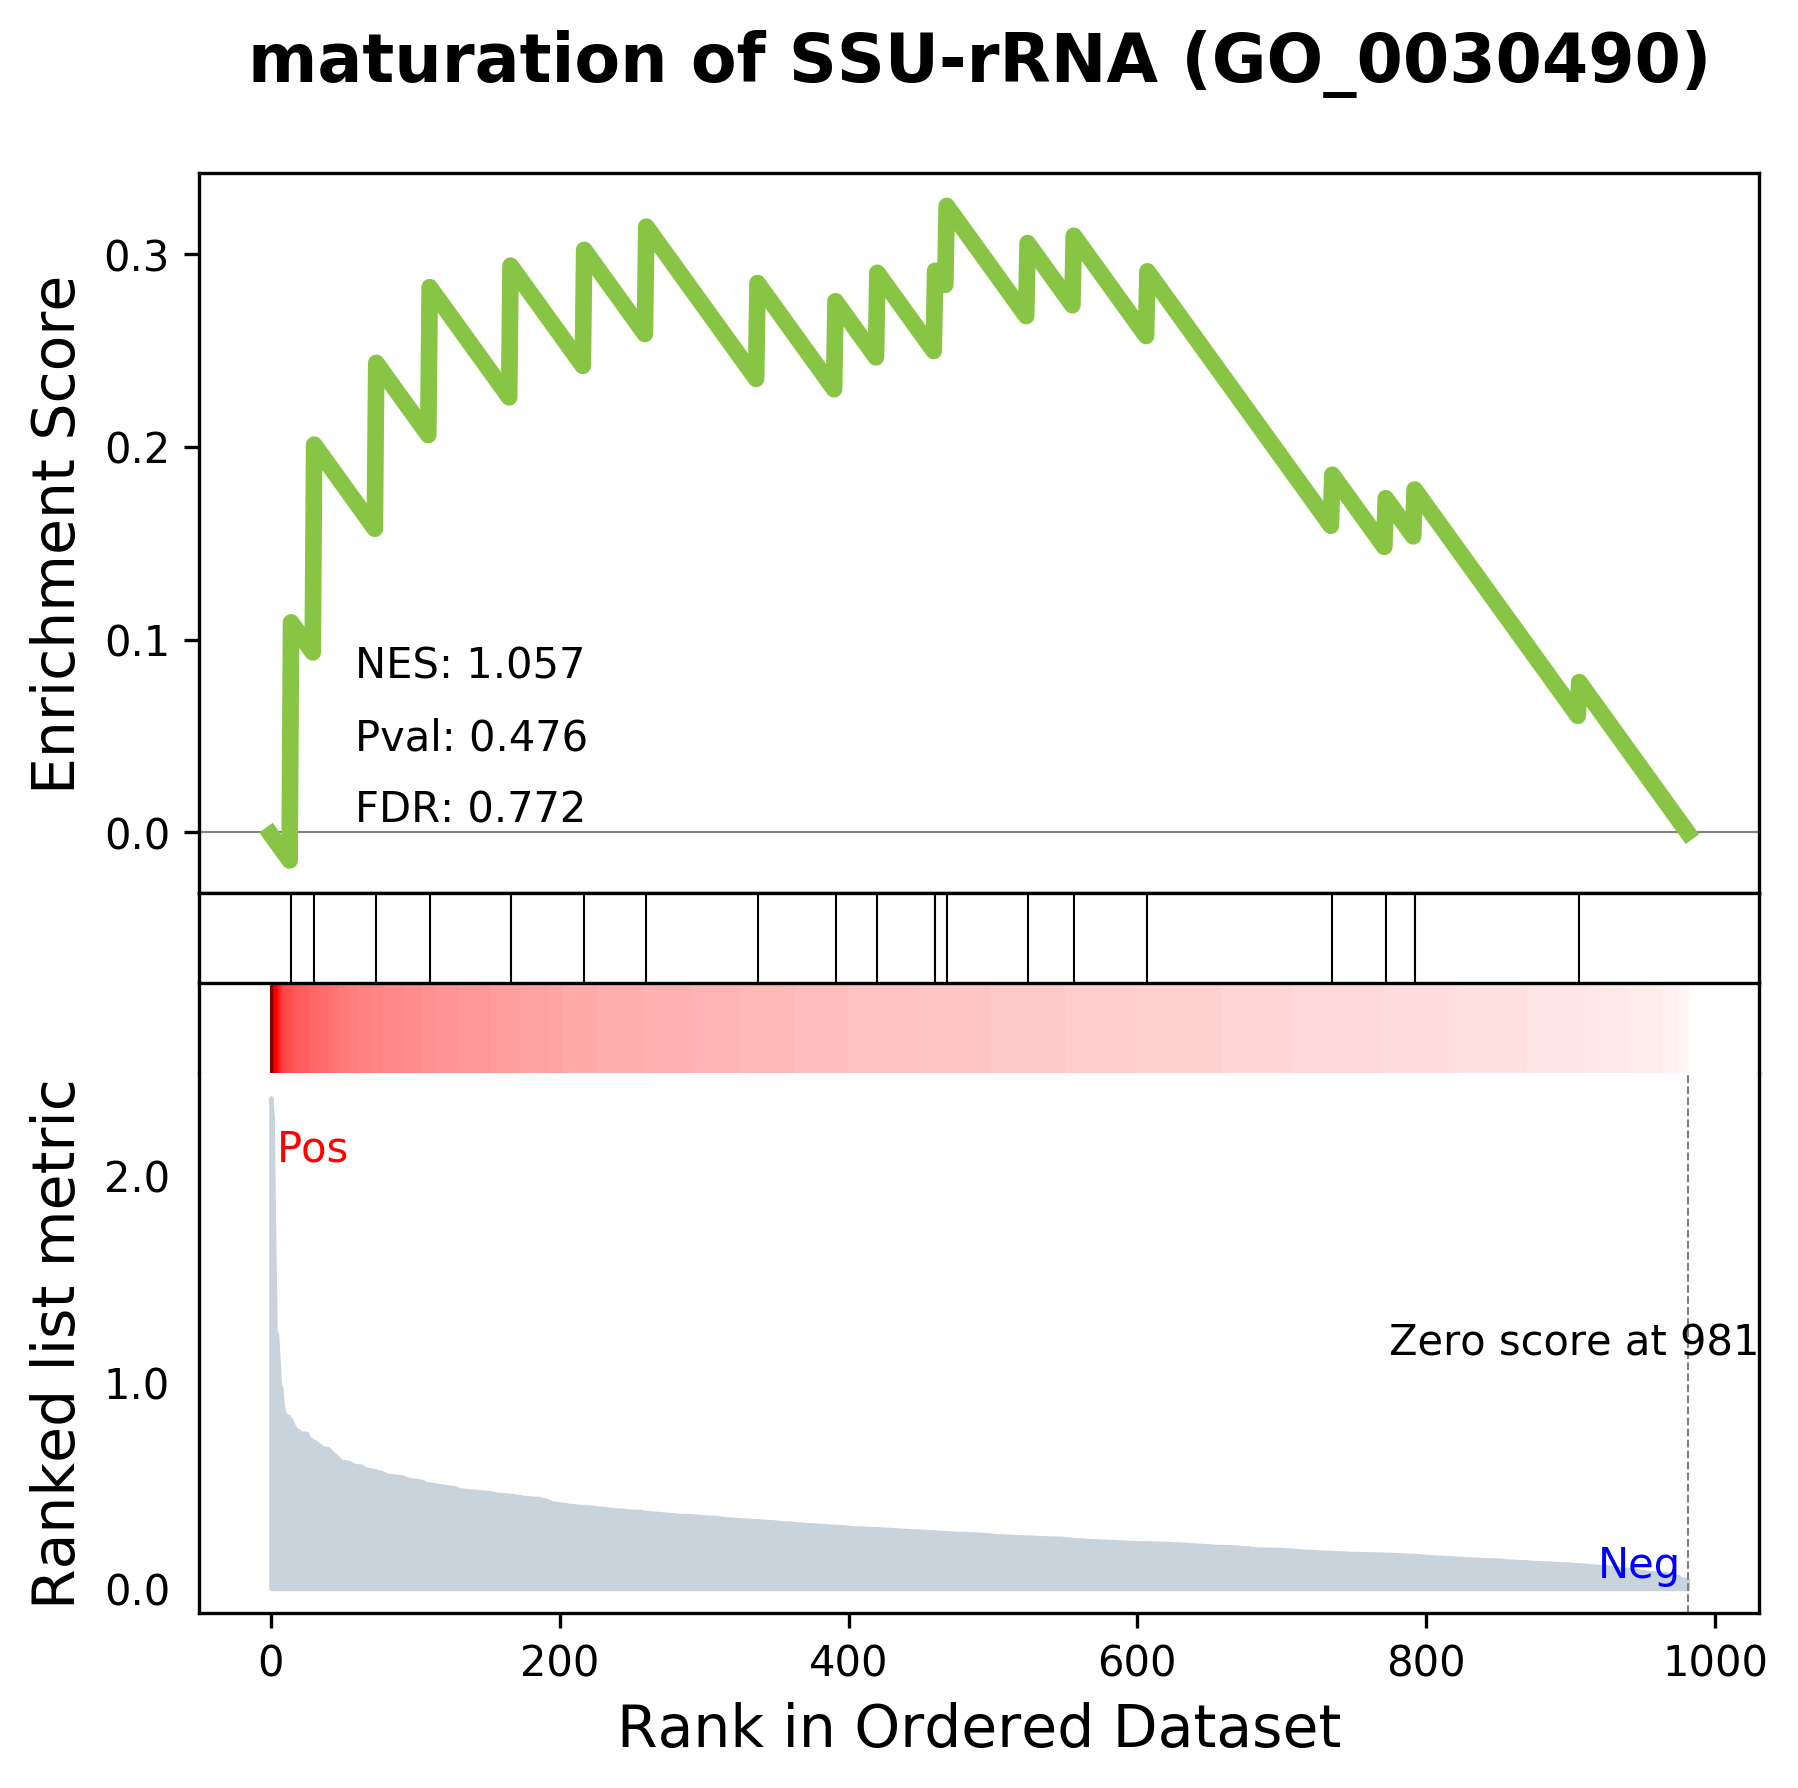 maturation of SSU-rRNA (GO_0030490)
Enrichment Score
0.3
0.2
0.1
0.0
NES: 1.057
Pval: 0.476
FDR: 0.772
Ranked list metric
2.0
1.0
0.0
Pos
Zero score at 981
Neg
0 200 400 600 800 1000
Rank in Ordered Dataset